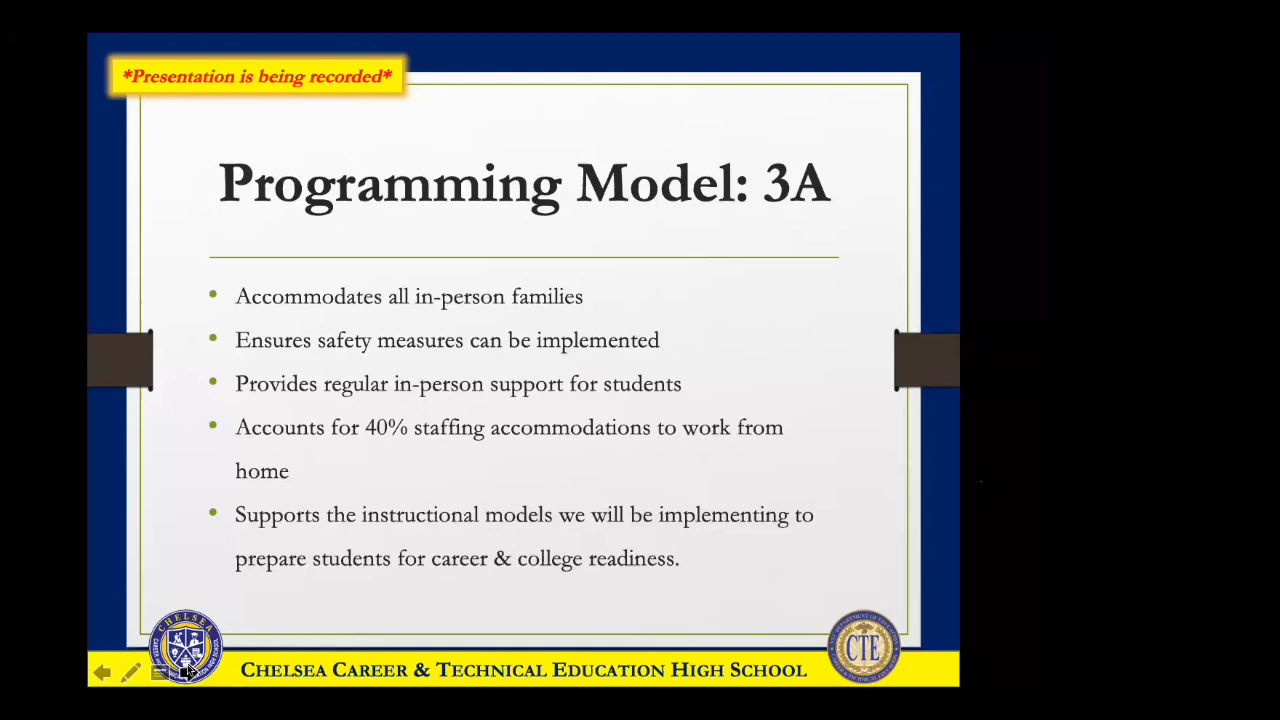 *Presentation is being recorded*
Programming Model: 3A
• Accommodates all in-person families
• Ensures safety measures can be implemented
• Provides regular in-person support for students
• Accounts for 40% staffing accommodations to work from
home
• Supports the instructional models we will be implementing to
prepare students for career & college readiness.
CHELSEA
CTE
CHELSEA CAREER & TECHNICAL EDUCATION HIGH SCHOOL